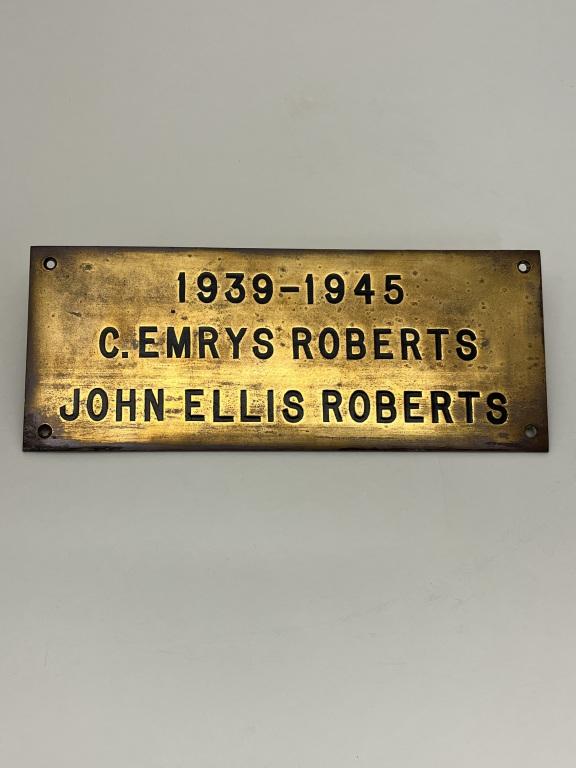 1939-1945
C.EMRYS ROBERTS
JOHN ELLIS ROBERTS